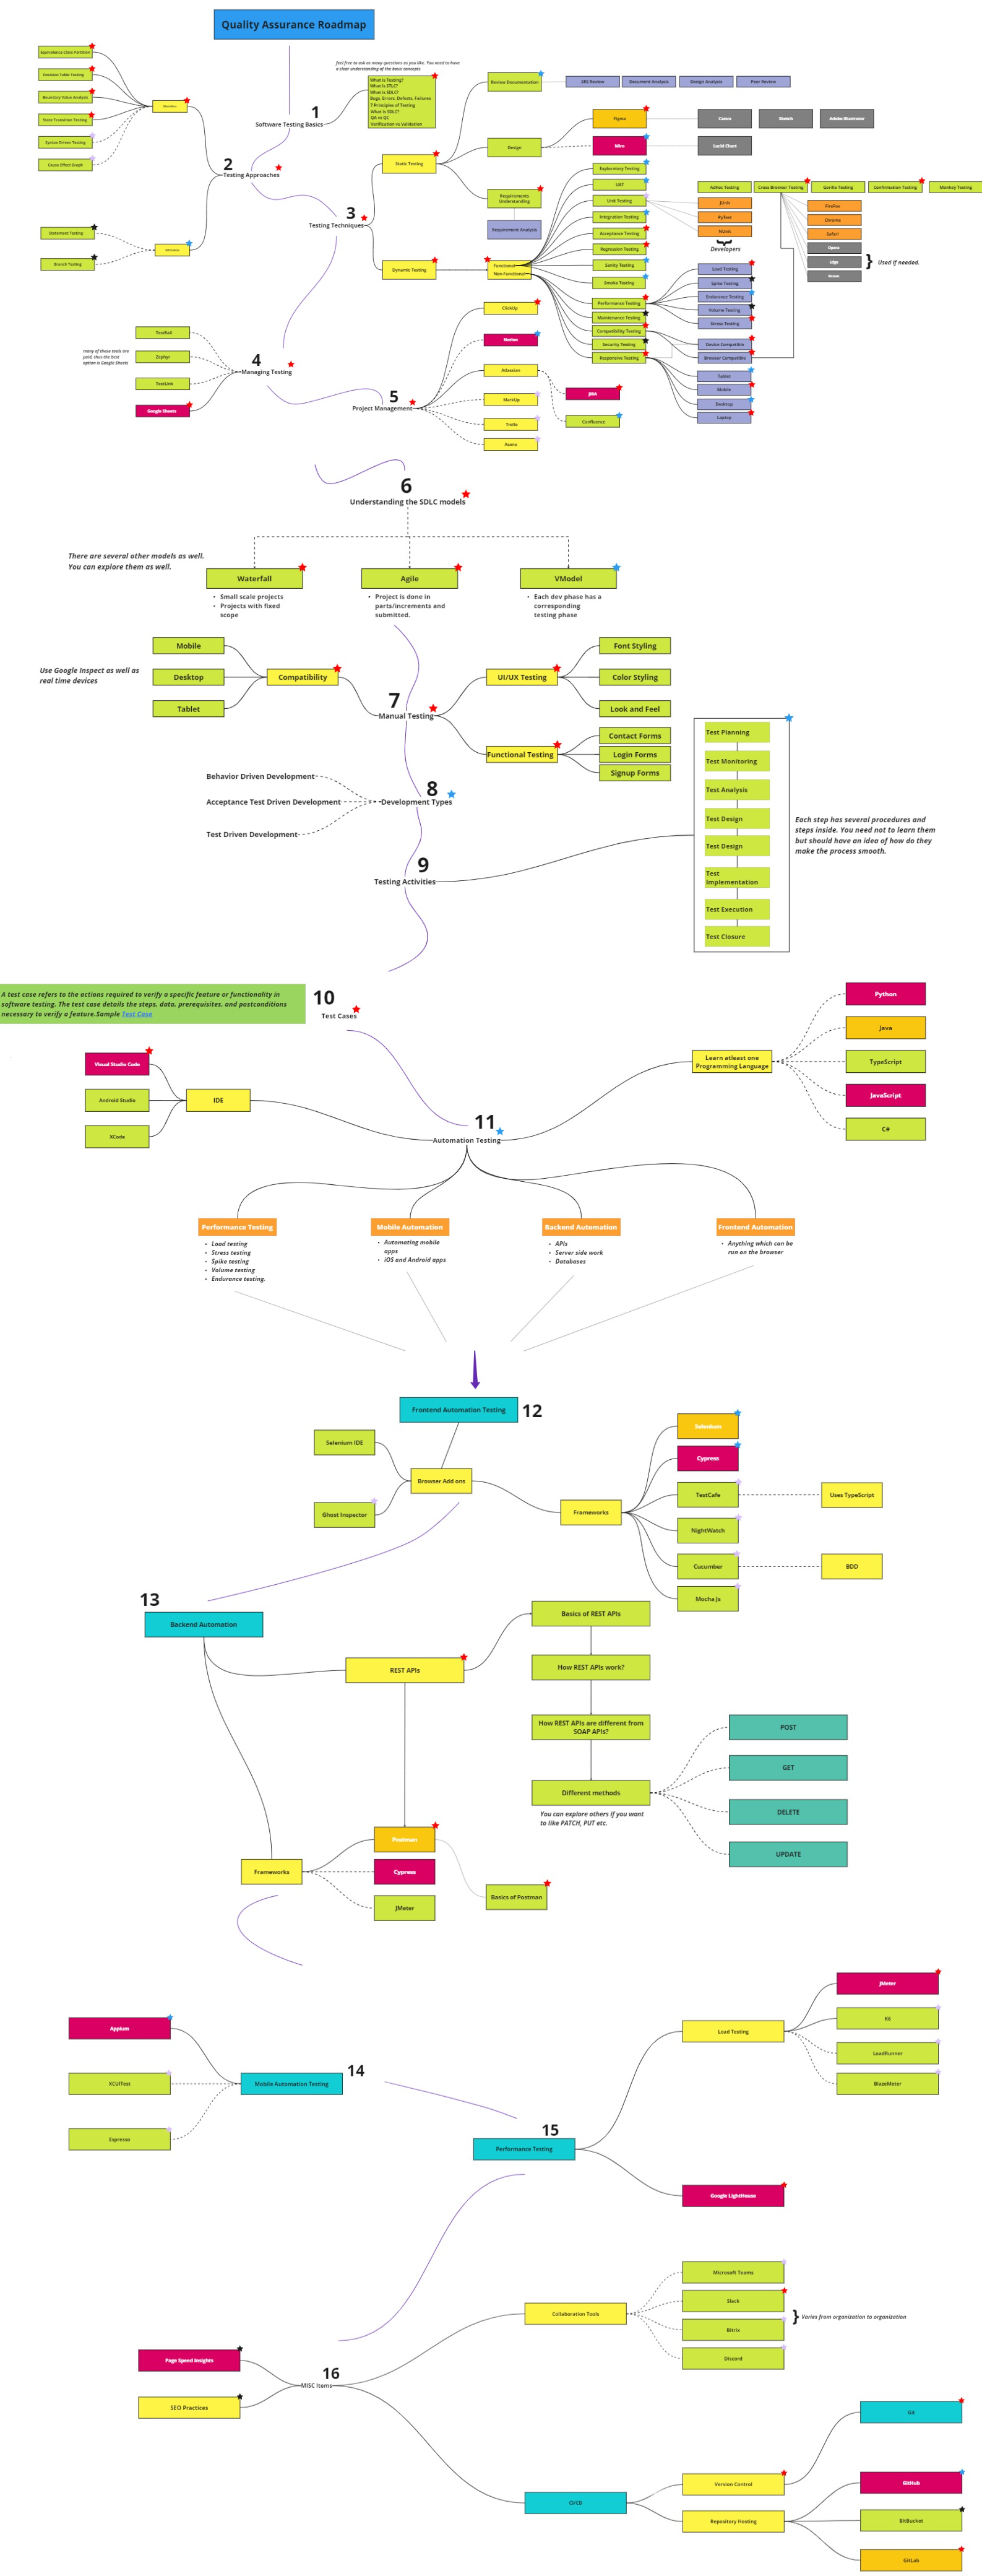 Quality Assurance Roadmap
feel free to ask as many questions as you like. You need to
have a clear understanding of the basic concepts
1
Software Testing Basics
What is Testing?
What is STLC?
What is SDLC?
Bugs, Errors, Defects, Failures
7 Principles of Testing
What is SDLC?
QA vs QC
Verification vs Validation
2
Testing Approaches
Equivalence Class Partition
Decision Table Testing
Boundary Value Analysis
State Transition Testing
Syntax Driven Testing
Cause Effect Graph
Statement Testing
Branch Testing
3
Testing Techniques
Static Testing
Review Documentation
SRS Review
Document Analysis
Design Analysis
Peer Review
Design
Figma
Canva
Sketch
Adobe Illustrator
Miro
Lucid Chart
Requirements
Understanding
Requirement Analysis
Dynamic Testing
Functional
Non-Functional
Exploratory Testing
UAT
Unit Testing
Integration Testing
Acceptance Testing
Regression Testing
Sanity Testing
Smoke Testing
Performance Testing
Maintenance Testing
Compatibility Testing
Security Testing
Responsive Testing
Adhoc Testing
Cross Browser Testing
Gorilla Testing
Confirmation Testing
Monkey Testing
JUnit
PyTest
NUnit
Developers
FireFox
Chrome
Safari
Opera
Edge
Brave
Used if needed.
Load Testing
Spike Testing
Endurance Testing
Volume Testing
Stress Testing
Device Compatible
Browser Compatible
Tablet
Mobile
Desktop
Laptop
4
Managing Testing
TestRail
Zephyr
TestLink
Google Sheets
many of these tools are
paid, thus the best
option is Google Sheets
5
Project Management
ClickUp
Notion
Atlassian
JIRA
Confluence
MarkUp
Trello
Asana
6
Understanding the SDLC models
There are several other models as well.
You can explore them as well.
Waterfall
• Small scale projects
• Projects with fixed
scope
Agile
• Project is done in
parts/increments and
submitted.
VModel
• Each dev phase has a
corresponding
testing phase
7
Manual Testing
Use Google Inspect as well as
real time devices
Mobile
Desktop
Tablet
Compatibility
UI/UX Testing
Font Styling
Color Styling
Look and Feel
Functional Testing
Contact Forms
Login Forms
Signup Forms
8
Development Types
Behavior Driven Development
Acceptance Test Driven Development
Test Driven Development
9
Testing Activities
Test Planning
Test Monitoring
Test Analysis
Test Design
Test Design
Test
Implementation
Test Execution
Test Closure
Each step has several procedures and
steps inside. You need not to learn them
but should have an idea of how do they
make the process smooth.
10
Test Cases
A test case refers to the actions required to verify a specific feature or functionality in
software testing. The test case details the steps, data, prerequisites, and postconditions
necessary to verify a feature.Sample Test Case
11
Automation Testing
IDE
Visual Studio Code
Android Studio
XCode
Learn atleast one
Programming Language
Python
Java
TypeScript
JavaScript
C#
Performance Testing
• Load testing
• Stress testing
• Spike testing
• Volume testing
• Endurance testing.
Mobile Automation
• Automating mobile
apps
• iOS and Android apps
Backend Automation
• APIs
• Server side work
• Databases
Frontend Automation
• Anything which can be
run on the browser
Frontend Automation Testing
12
Selenium IDE
Ghost Inspector
Browser Add ons
Frameworks
Selenium
Cypress
TestCafe
Uses TypeScript
NightWatch
Cucumber
BDD
Mocha Js
13
Backend Automation
REST APIs
Basics of REST APIs
How REST APIs work?
How REST APIs are different from
SOAP APIs?
Different methods
You can explore others if you want
to like PATCH, PUT etc.
POST
GET
DELETE
UPDATE
Frameworks
Postman
Cypress
JMeter
Basics of Postman
14
Mobile Automation Testing
Appium
XCUITest
Espresso
15
Performance Testing
Load Testing
JMeter
K6
LoadRunner
BlazeMeter
Google LightHouse
16
MISC Items
Page Speed Insights
SEO Practices
Collaboration Tools
Microsoft Teams
Slack
Bitrix
Discord
Varies from organization to organization
CI/CD
Version Control
Git
Repository Hosting
GitHub
BitBucket
GitLab